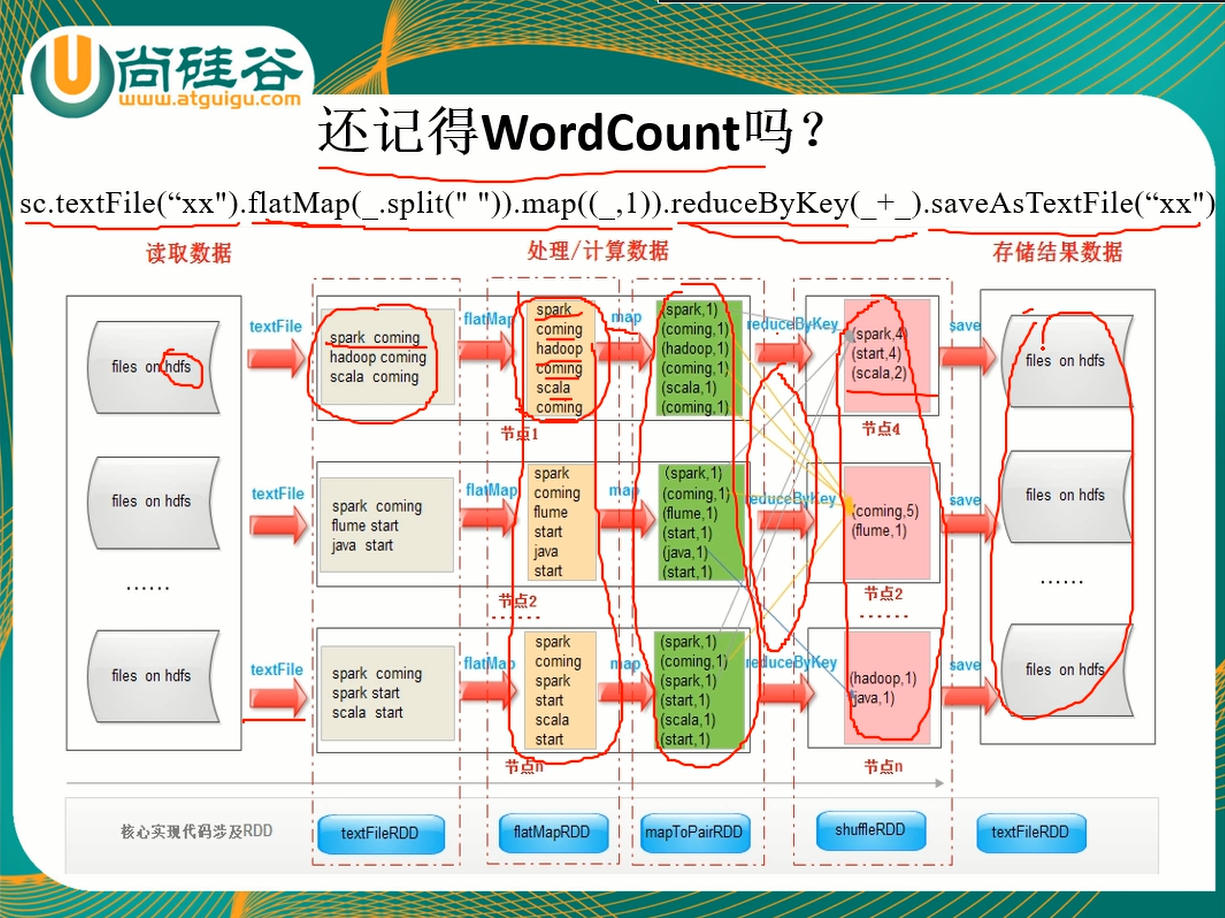 尚硅谷
www.atguigu.com
还记得WordCount吗?
sc.textFile(“xx").flatMap(_.split(" ")).map((_,1)).reduceByKey(_+_).saveAsTextFile(“xx")
读取数据
处理/计算数据
存储结果数据
files on hdfs
textFile
spark coming
hadoop coming
scala coming
flatMap
spark
coming
hadoop
coming
scala
coming
map
(spark,1)
(coming,1)
(hadoop,1)
(coming,1)
(scala,1)
(coming,1)
reduceByKey
(spark,4)
(start,4)
(scala,2)
save
files on hdfs
节点1
节点4
files on hdfs
textFile
spark coming
flume start
java start
flatMap
spark
coming
flume
start
java
start
map
(spark,1)
(coming,1)
(flume,1)
(start,1)
(java,1)
(start,1)
reduceByKey
(coming,5)
(flume,1)
save
files on hdfs
节点2
节点2
……
……
……
……
files on hdfs
textFile
spark coming
spark start
scala start
flatMap
spark
coming
spark
start
scala
start
map
(spark,1)
(coming,1)
(spark,1)
(start,1)
(scala,1)
(start,1)
reduceByKey
(hadoop,1)
(java,1)
save
files on hdfs
节点n
节点n
核心实现代码涉及RDD
textFileRDD
flatMapRDD
mapToPairRDD
shuffleRDD
textFileRDD